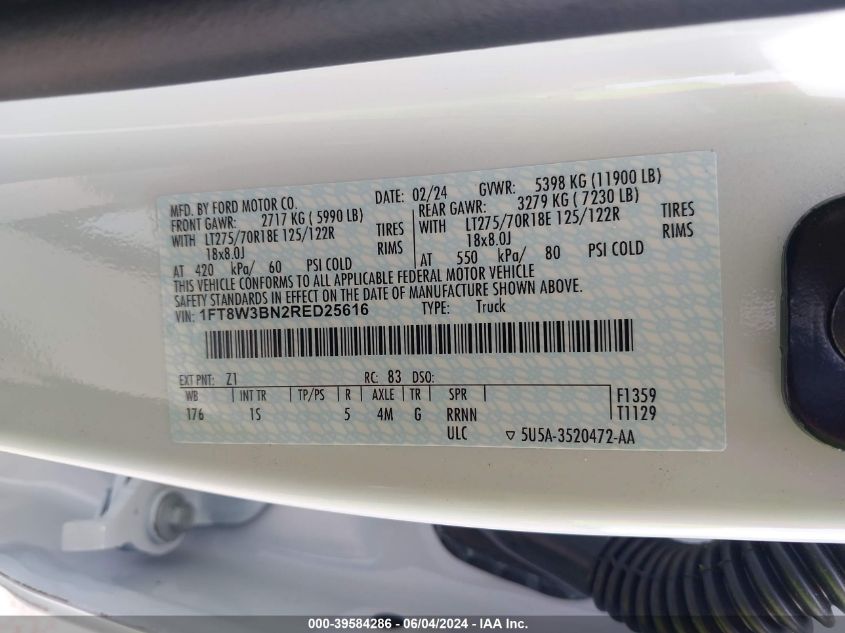 MFD. BY FORD MOTOR CO. DATE: 02/24 GVWR: 5398 KG (11900 LB)
FRONT GAWR: 2717 KG (5990 LB) REAR GAWR: 3279 KG (7230 LB)
WITH LT275/70R18E 125/122R TIRES WITH LT275/70R18E 125/122R TIRES
18x8.0J RIMS 18x8.0J RIMS
AT 420 kPa/ 60 PSI COLD AT 550 kPa/ 80 PSI COLD
THIS VEHICLE CONFORMS TO ALL APPLICABLE FEDERAL MOTOR VEHICLE
SAFETY STANDARDS IN EFFECT ON THE DATE OF MANUFACTURE SHOWN ABOVE.
VIN: 1FT8W3BN2RED25616 TYPE: Truck
EXT PNT: Z1 RC: 83 DSO:
WB INT TR TP/PS R AXLE TR SPR F1359
176 1S 5 4M G RRNN T1129
ULC 5U5A-3520472-AA
000-39584286 - 06/04/2024 - IAA Inc.